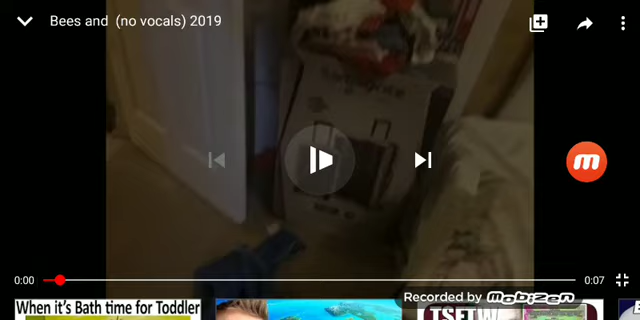 Bees and (no vocals) 2019
m
0:00
0:07
Recorded by Mobizen
When it's Bath time for Toddler
TSFTW